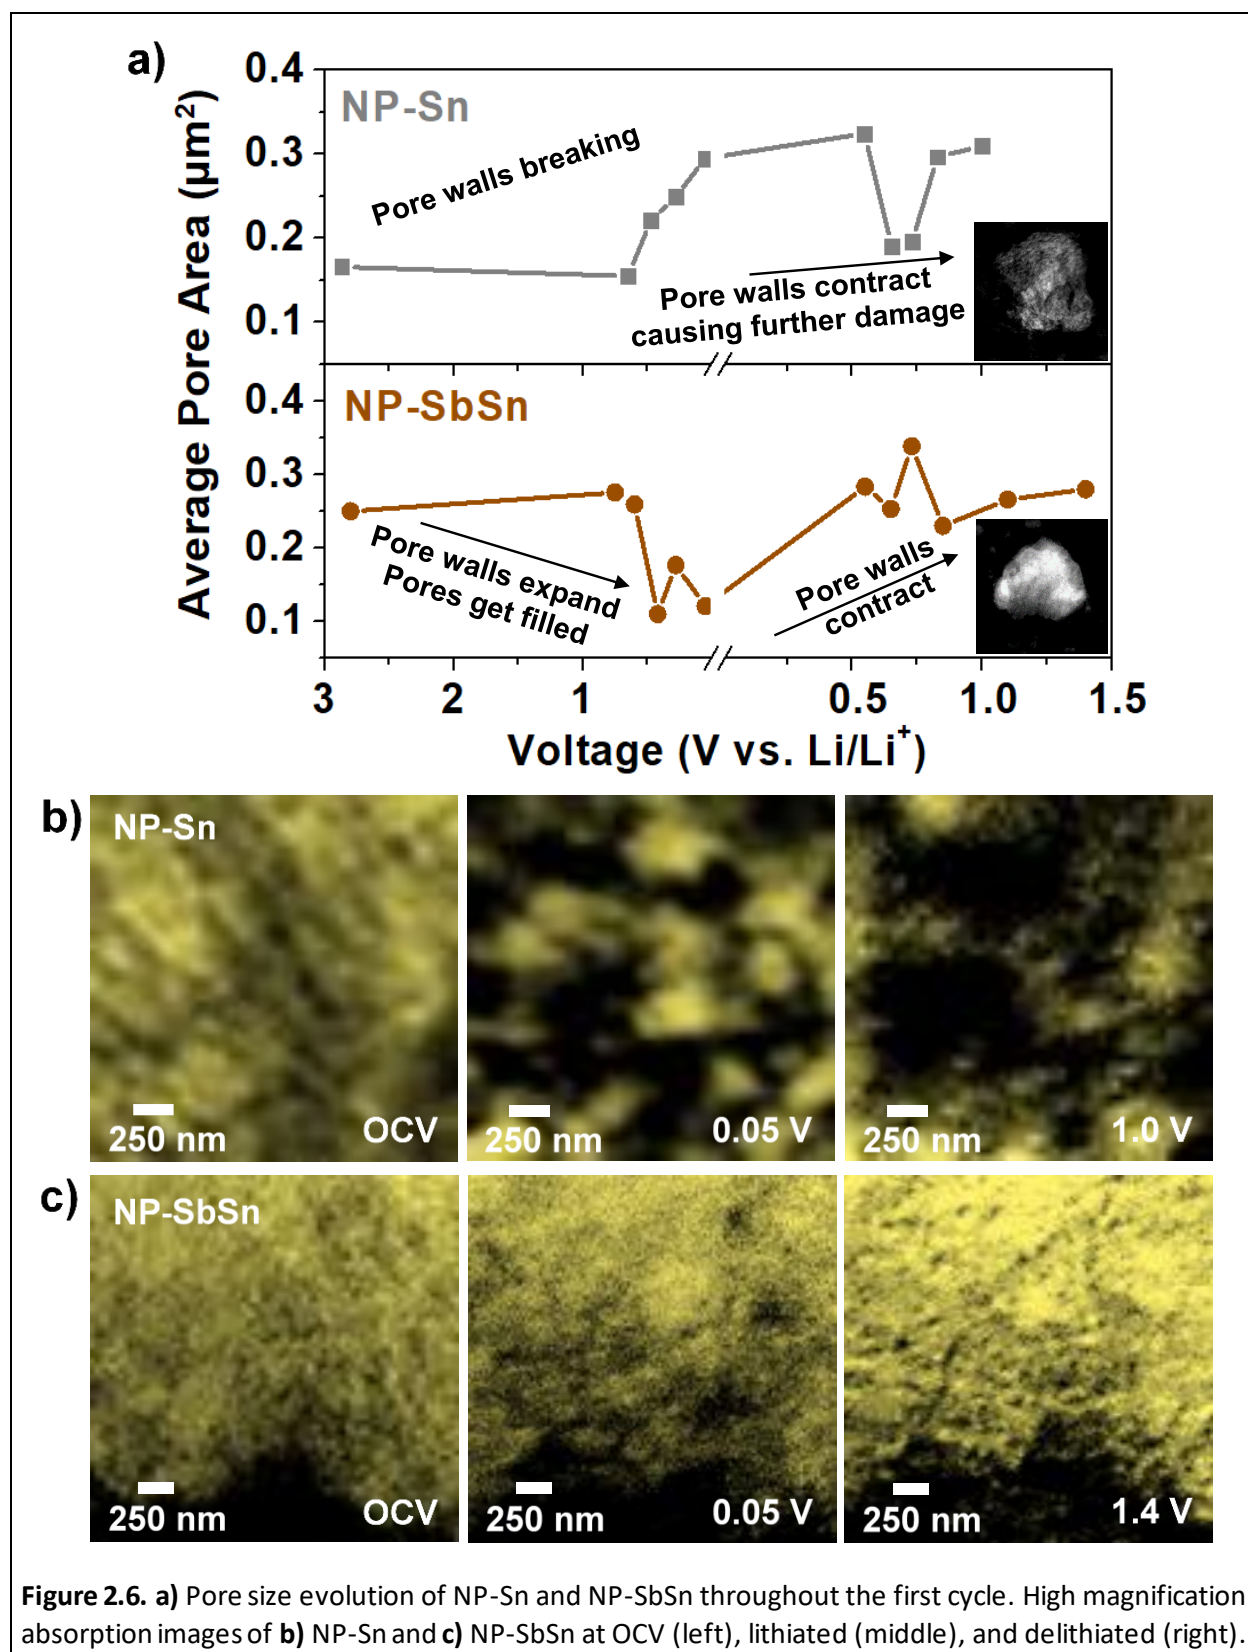 a)
0.4
NP-Sn
0.3
Pore walls breaking
0.2
Pore walls contract
causing further damage
0.1
Average Pore Area (µm²)
NP-SbSn
0.4
0.3
0.2
Pore walls expand
Pores get filled
Pore walls
contract
0.1
3 2 1 0.5 1.0 1.5
Voltage (V vs. Li/Li⁺)
b)
NP-Sn
250 nm OCV
250 nm 0.05 V
250 nm 1.0 V
c)
NP-SbSn
250 nm OCV
250 nm 0.05 V
250 nm 1.4 V
Figure 2.6. a) Pore size evolution of NP-Sn and NP-SbSn throughout the first cycle. High magnification
absorption images of b) NP-Sn and c) NP-SbSn at OCV (left), lithiated (middle), and delithiated (right).